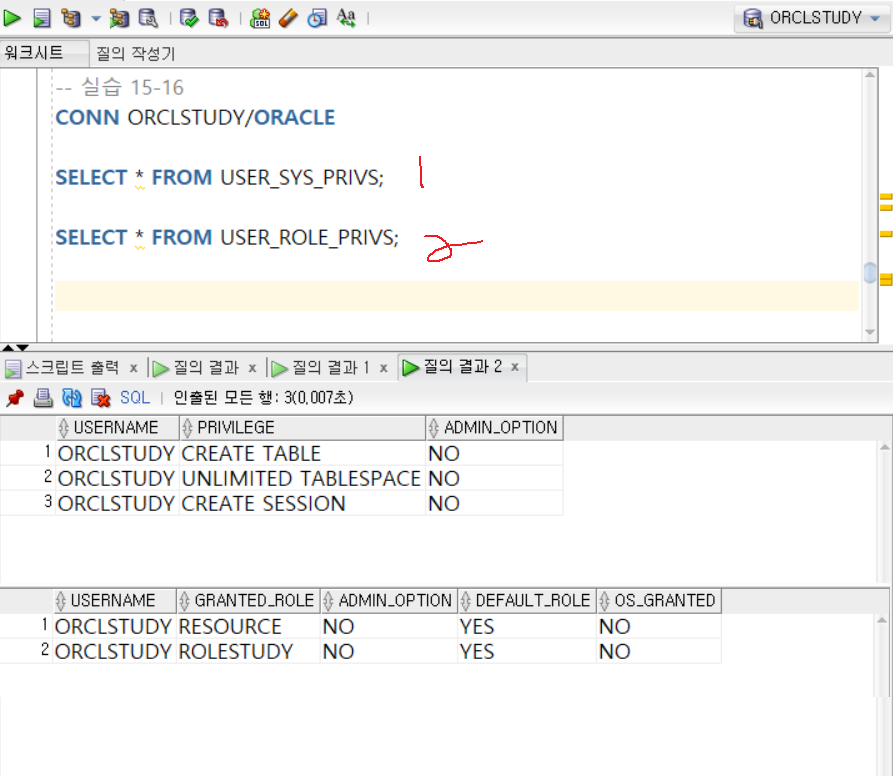 ORCLSTUDY
워크시트 질의 작성기
-- 실습 15-16
CONN ORCLSTUDY/ORACLE
SELECT * FROM USER_SYS_PRIVS; 1
SELECT * FROM USER_ROLE_PRIVS; 2
스크립트 출력 x 질의 결과 x 질의 결과 1 x 질의 결과 2 x
SQL | 인출된 모든 행: 3(0,007초)
USERNAME PRIVILEGE ADMIN_OPTION
1 ORCLSTUDY CREATE TABLE NO
2 ORCLSTUDY UNLIMITED TABLESPACE NO
3 ORCLSTUDY CREATE SESSION NO
USERNAME GRANTED_ROLE ADMIN_OPTION DEFAULT_ROLE OS_GRANTED
1 ORCLSTUDY RESOURCE NO YES NO
2 ORCLSTUDY ROLESTUDY NO YES NO